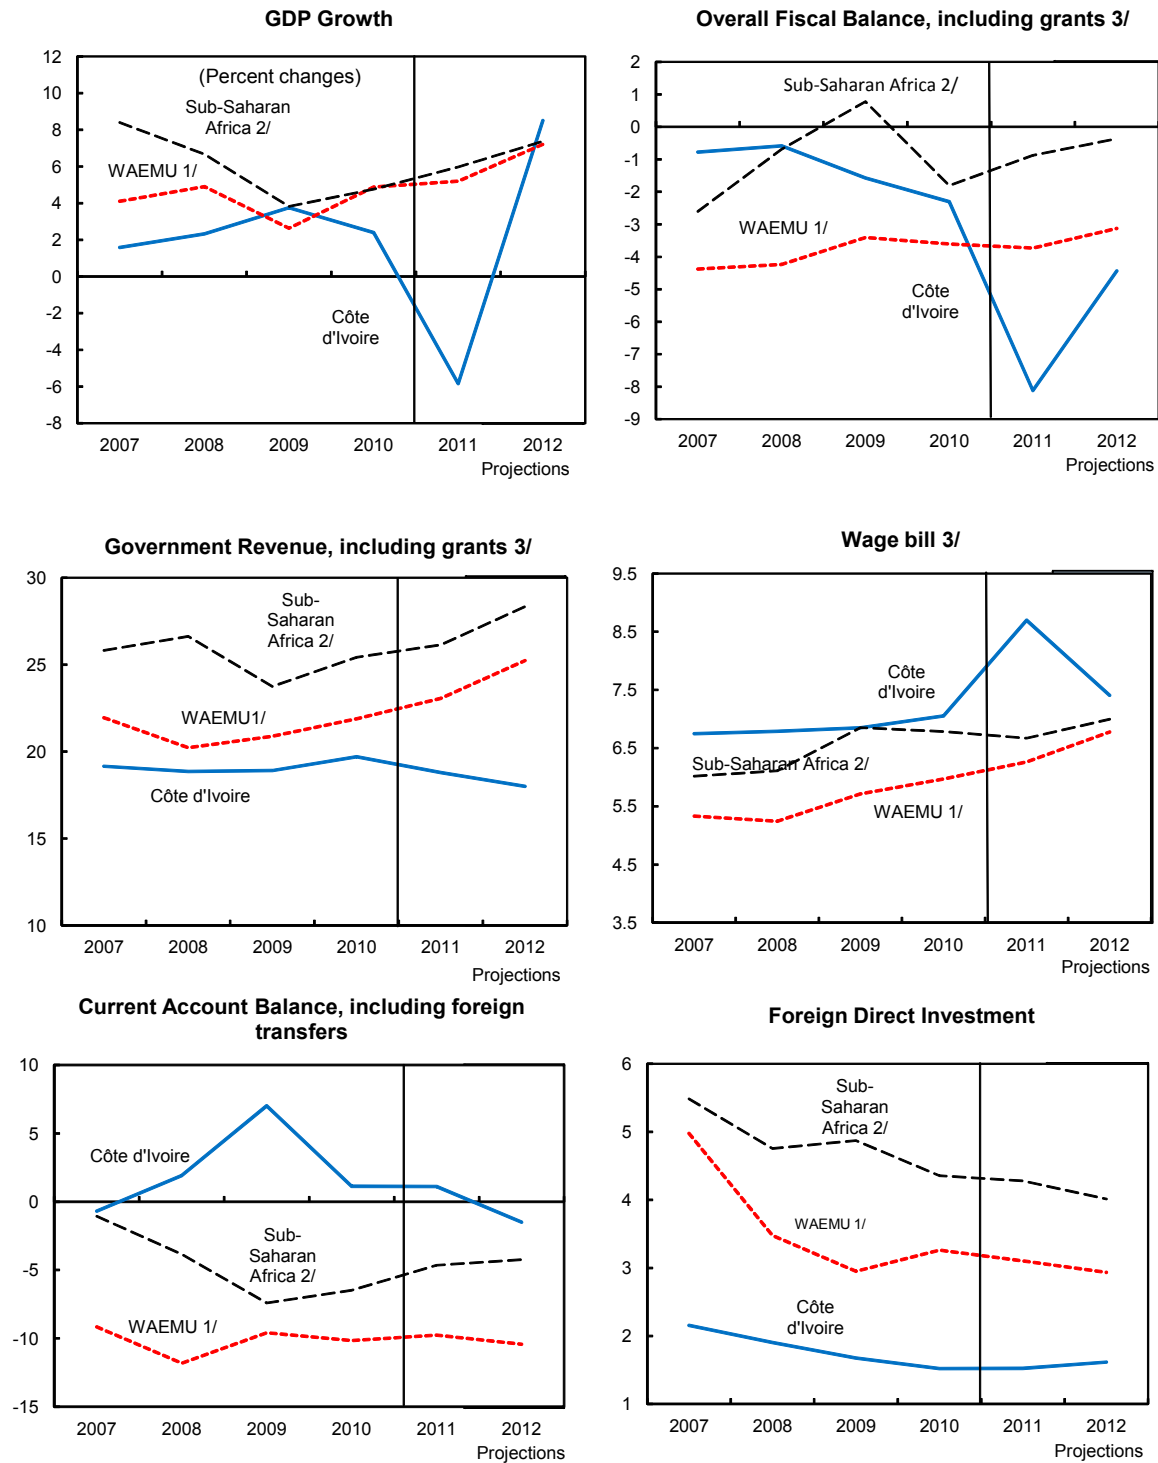 GDP Growth
12
10
8
6
4
2
0
-2
-4
-6
-8
(Percent changes)
Sub-Saharan
Africa 2/
WAEMU 1/
Côte
d'Ivoire
2007 2008 2009 2010 2011 2012
Projections
Overall Fiscal Balance, including grants 3/
2
1
0
-1
-2
-3
-4
-5
-6
-7
-8
-9
Sub-Saharan Africa 2/
WAEMU 1/
Côte
d'Ivoire
2007 2008 2009 2010 2011 2012
Projections
Government Revenue, including grants 3/
30
25
20
15
10
Sub-
Saharan
Africa 2/
WAEMU1/
Côte d'Ivoire
2007 2008 2009 2010 2011 2012
Projections
Wage bill 3/
9.5
8.5
7.5
6.5
5.5
4.5
3.5
Côte
d'Ivoire
Sub-Saharan Africa 2/
WAEMU 1/
2007 2008 2009 2010 2011 2012
Projections
Current Account Balance, including foreign
transfers
10
5
0
-5
-10
-15
Côte d'Ivoire
Sub-
Saharan
Africa 2/
WAEMU 1/
2007 2008 2009 2010 2011 2012
Projections
Foreign Direct Investment
6
5
4
3
2
1
Sub-
Saharan
Africa 2/
WAEMU 1/
Côte
d'Ivoire
2007 2008 2009 2010 2011 2012
Projections